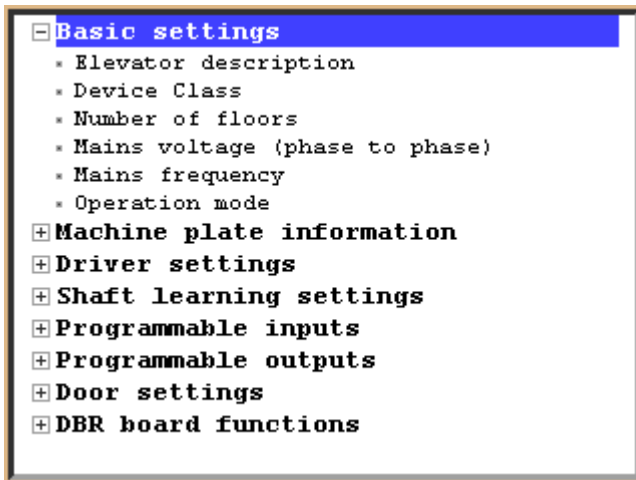 Basic settings
Elevator description
Device Class
Number of floors
Mains voltage (phase to phase)
Mains frequency
Operation mode
Machine plate information
Driver settings
Shaft learning settings
Programmable inputs
Programmable outputs
Door settings
DBR board functions